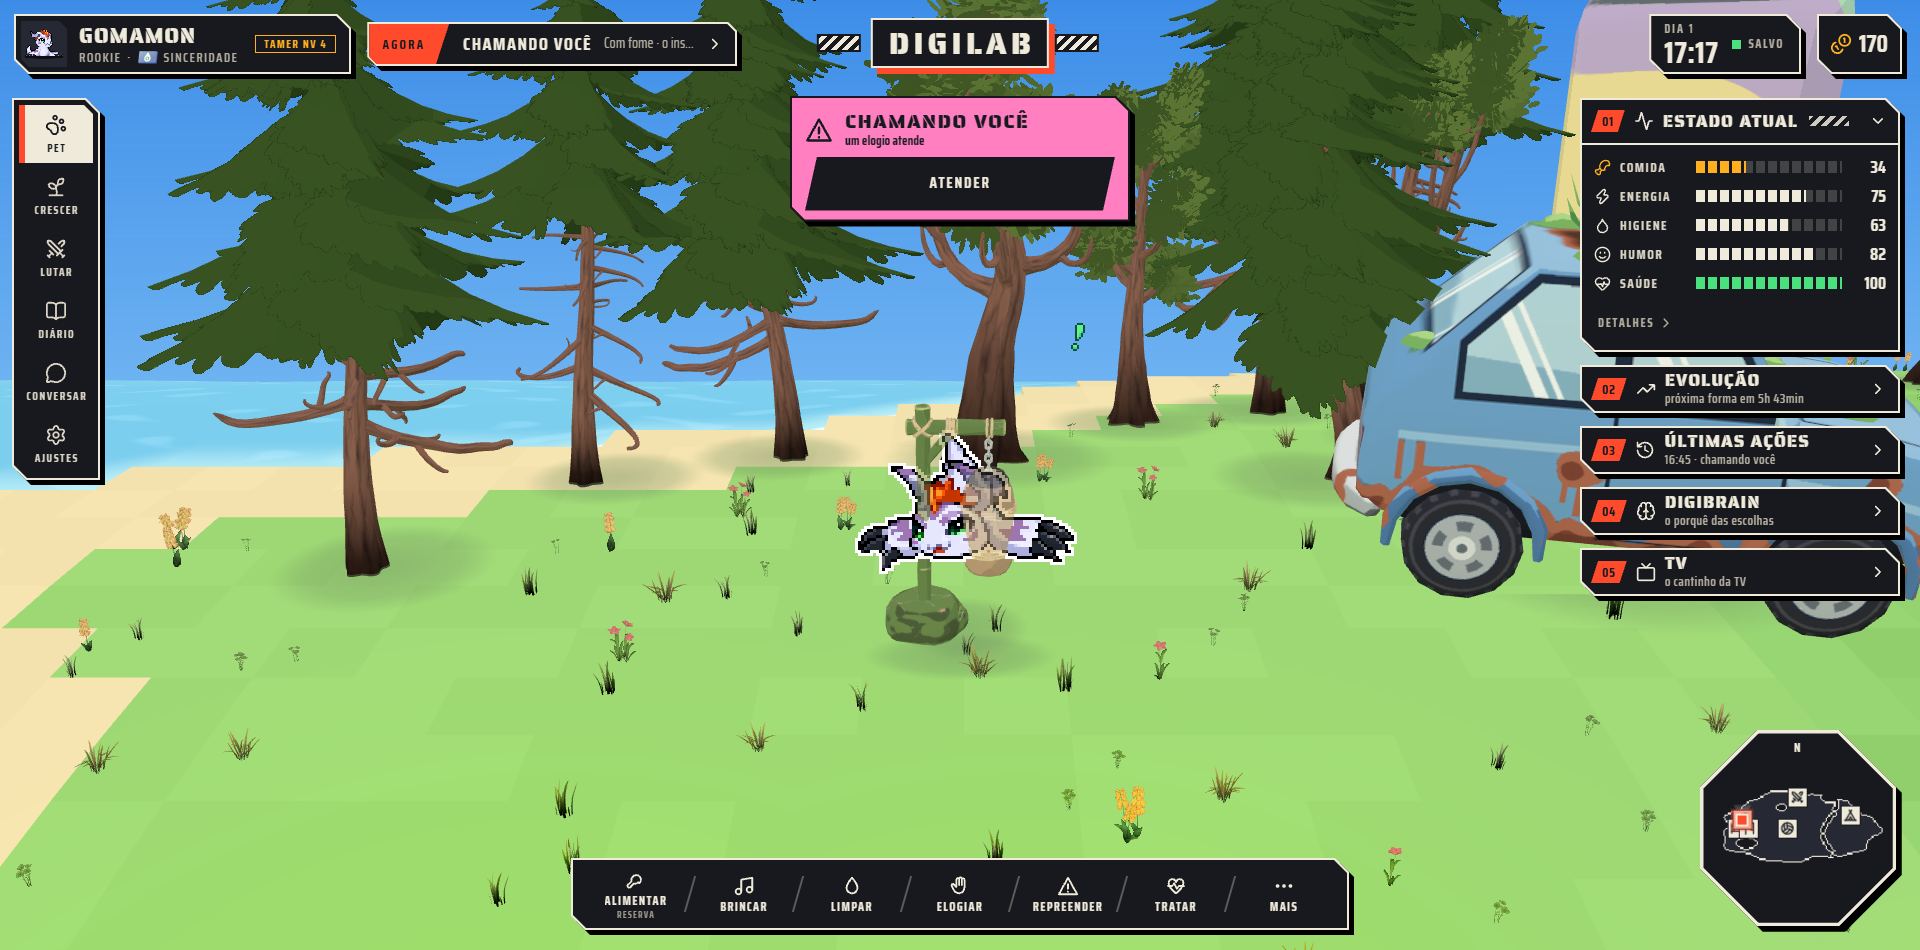 GOMAMON
ROOKIE · SINCERIDADE
TAMER NV 4
AGORA
CHAMANDO VOCÊ
Com fome · o ins...
DIGILAB
DIA 1
17:17
SALVO
170
PET
CRESCER
LUTAR
DIÁRIO
CONVERSAR
AJUSTES
CHAMANDO VOCÊ
um elogio atende
ATENDER
01 ESTADO ATUAL
COMIDA 34
ENERGIA 75
HIGIENE 63
HUMOR 82
SAÚDE 100
DETALHES
02 EVOLUÇÃO
próxima forma em 5h 43min
03 ÚLTIMAS AÇÕES
16:45 · chamando você
04 DIGIBRAIN
o porquê das escolhas
05 TV
o cantinho da TV
N
ALIMENTAR
RESERVA
BRINCAR
LIMPAR
ELOGIAR
REPREENDER
TRATAR
MAIS